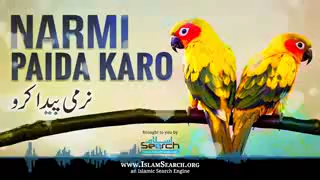 NARMI
PAIDA KARO
نرمی پیدا کرو
brought to you by
Search
www.IslamSearch.org
an Islamic Search Engine